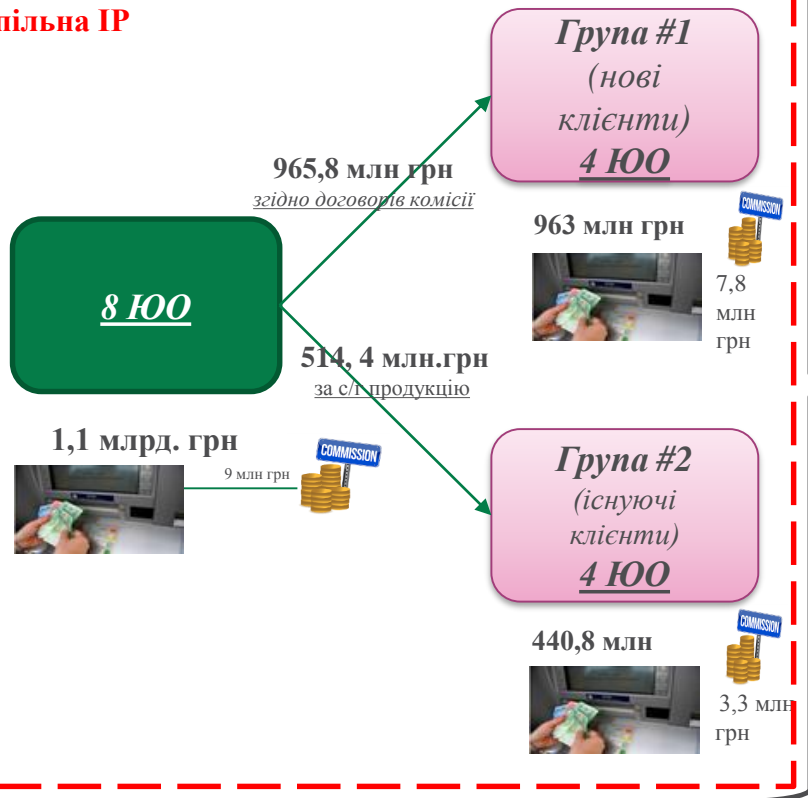 пільна IP
Група #1
(нові
клієнти)
4 ЮО
965,8 млн грн
згідно договорів комісії
963 млн грн
COMMISSION
7,8
млн
грн
8 ЮО
514, 4 млн.грн
за с/г продукцію
1,1 млрд. грн
9 млн грн
COMMISSION
Група #2
(існуючі
клієнти)
4 ЮО
440,8 млн
COMMISSION
3,3 млн
грн